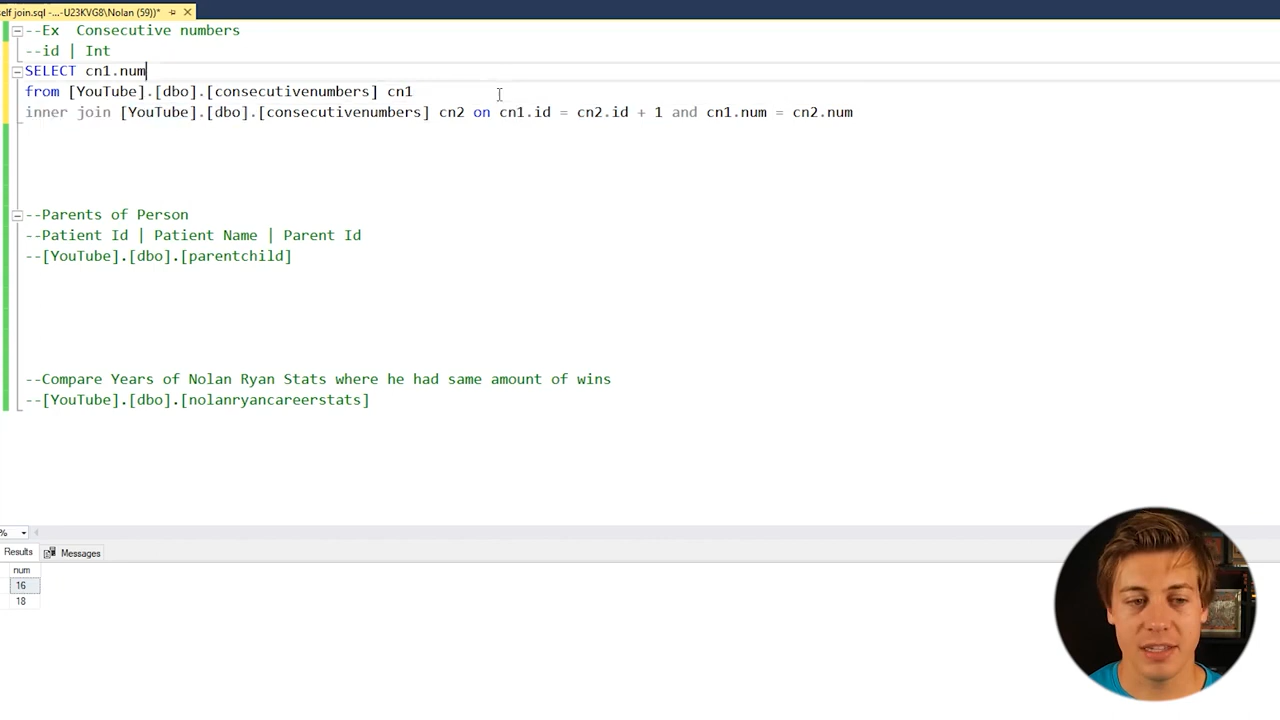 elf join.sql -...-U23KVG8\Nolan (59))*
--Ex  Consecutive numbers
--id | Int
SELECT cn1.num
from [YouTube].[dbo].[consecutivenumbers] cn1
inner join [YouTube].[dbo].[consecutivenumbers] cn2 on cn1.id = cn2.id + 1 and cn1.num = cn2.num
--Parents of Person
--Patient Id | Patient Name | Parent Id
--[YouTube].[dbo].[parentchild]
--Compare Years of Nolan Ryan Stats where he had same amount of wins
--[YouTube].[dbo].[nolanryancareerstats]
%
Results Messages
num
16
18